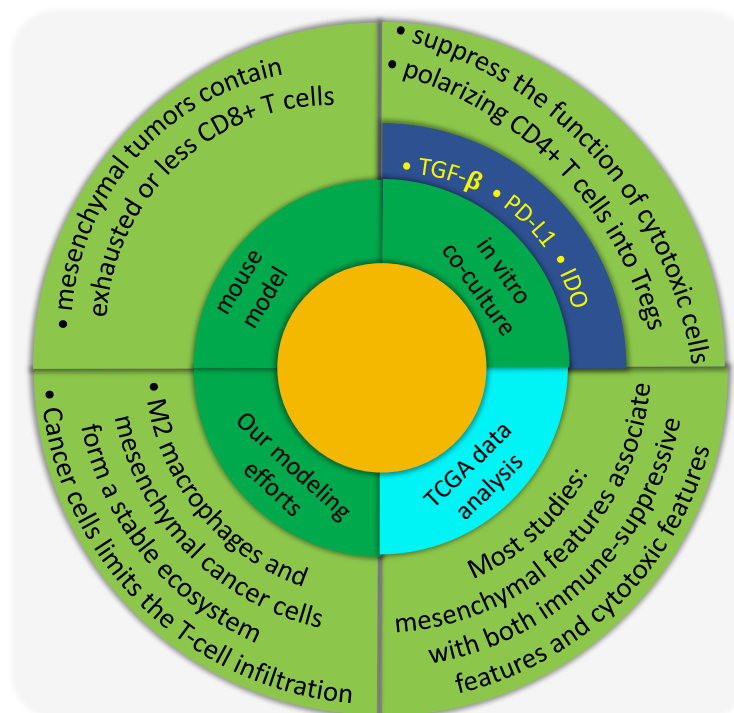 • mesenchymal tumors contain
exhausted or less CD8+ T cells
mouse
model
• suppress the function of cytotoxic cells
• polarizing CD4+ T cells into Tregs
• TGF-β • PD-L1 • IDO
in vitro
co-culture
Our modeling
efforts
• M2 macrophages and
mesenchymal cancer cells
form a stable ecosystem
• Cancer cells limits the T-cell infiltration
TCGA data
analysis
Most studies:
mesenchymal features associate
with both immune-suppressive
features and cytotoxic features